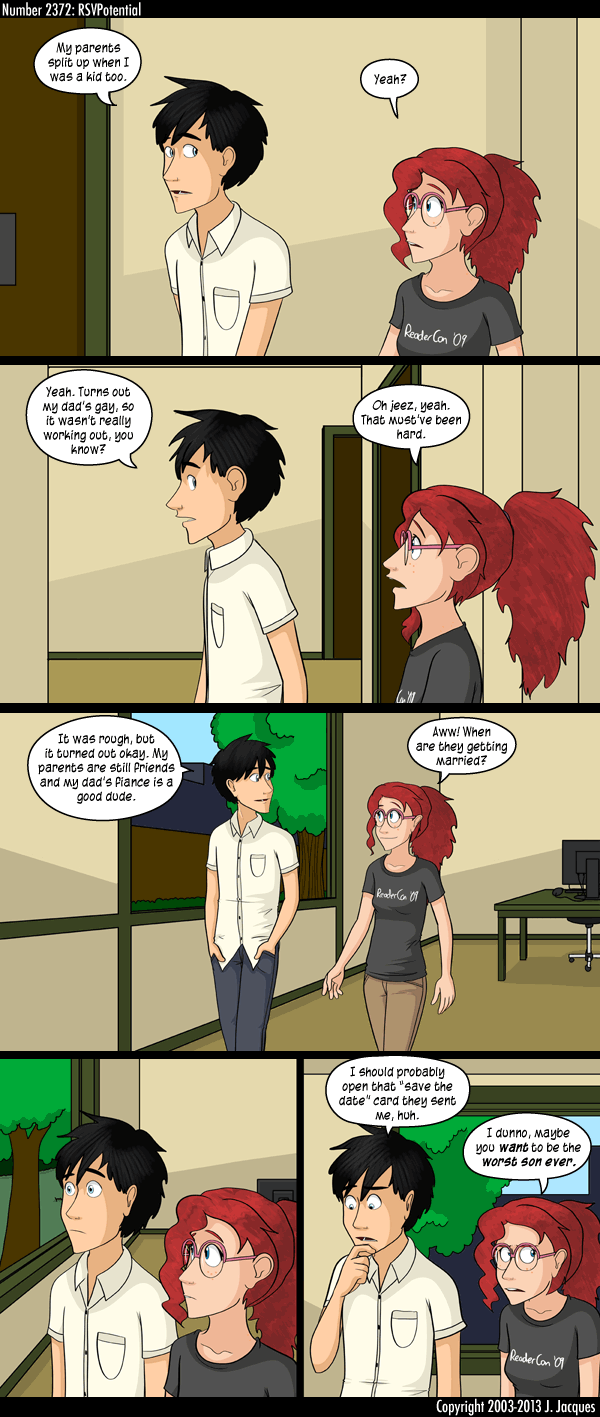 Number 2372: RSVPotential
My parents
split up when I
was a kid too.
Yeah?
ReaderCon '09
Yeah. Turns out
my dad's gay, so
it wasn't really
working out, you
know?
Oh jeez, yeah.
That must've been
hard.
Con '09
It was rough, but
it turned out okay. My
parents are still friends
and my dad's fiance is a
good dude.
Aww! When
are they getting
married?
ReaderCon '09
I should probably
open that "save the
date" card they sent
me, huh.
I dunno, maybe
you want to be the
worst son ever.
ReaderCon '09
Copyright 2003-2013 J. Jacques